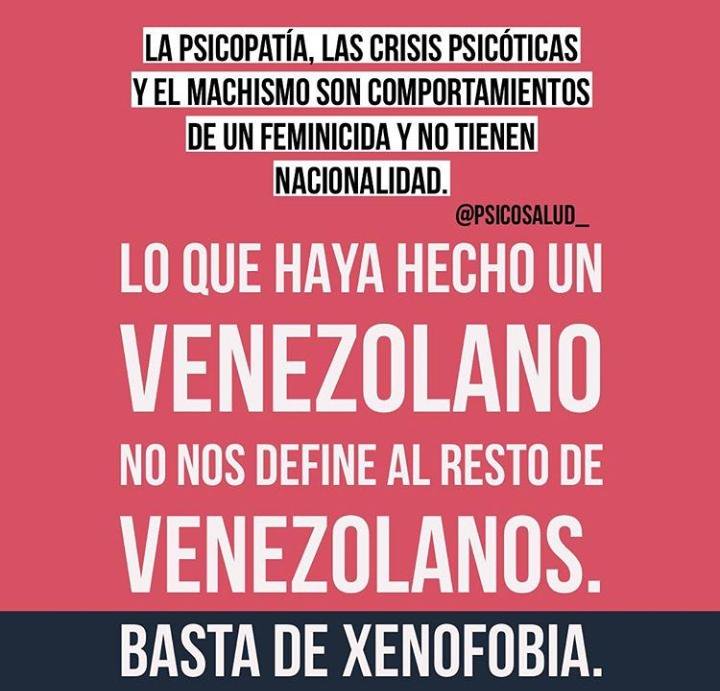 LA PSICOPATÍA, LAS CRISIS PSICÓTICAS
Y EL MACHISMO SON COMPORTAMIENTOS
DE UN FEMINICIDA Y NO TIENEN
NACIONALIDAD.
@PSICOSALUD_
LO QUE HAYA HECHO UN
VENEZOLANO
NO NOS DEFINE AL RESTO DE
VENEZOLANOS.
BASTA DE XENOFOBIA.